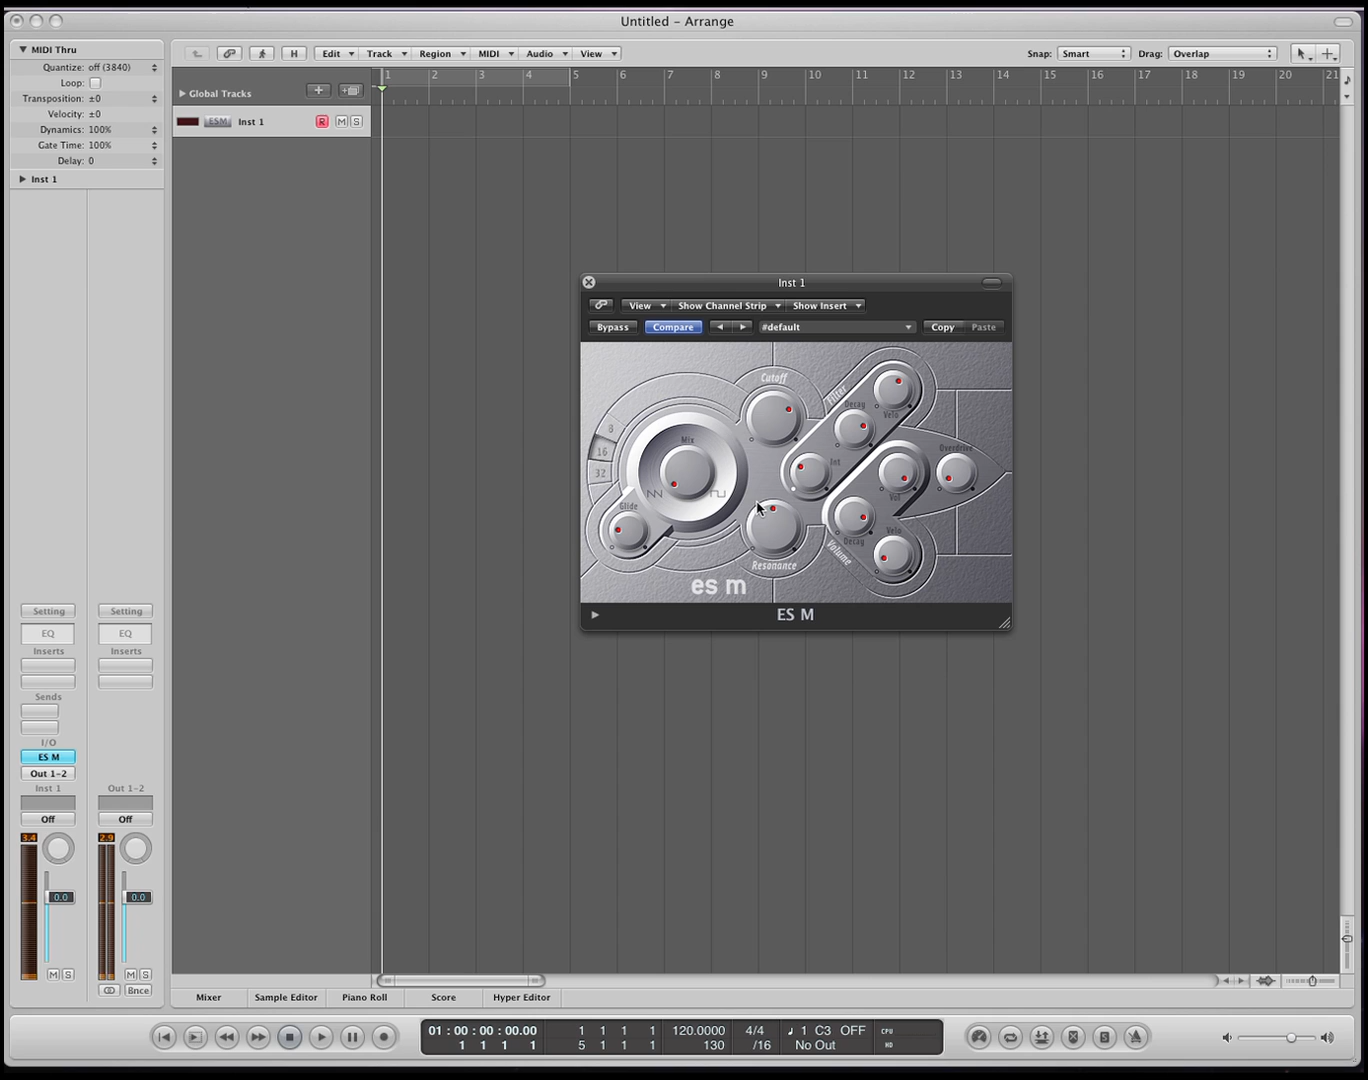 Untitled – Arrange
MIDI Thru
Quantize: off (3840)
Loop:
Transposition: ±0
Velocity: ±0
Dynamics: 100%
Gate Time: 100%
Delay: 0
Inst 1
H Edit Track Region MIDI Audio View Snap: Smart Drag: Overlap
1 2 3 4 5 6 7 8 9 10 11 12 13 14 15 16 17 18 19 20 21
Global Tracks
ESM Inst 1 R M S
Inst 1
View Show Channel Strip Show Insert
Bypass Compare #default Copy Paste
Cutoff
Filter
Velo
Decay
Int
8
16
32
Mix
Glide
Overdrive
Vol
Decay
Velo
Volume
Resonance
es m
ES M
Setting Setting
EQ EQ
Inserts Inserts
Sends
I/O
ES M
Out 1-2
Inst 1 Out 1-2
Off Off
3.4 2.9
0.0 0.0
M S M S
Bnce
Mixer Sample Editor Piano Roll Score Hyper Editor
01 : 00 : 00 : 00.00 1 1 1 1 120.0000 4/4 1 C3 OFF CPU
1 1 1 1 5 1 1 1 130 /16 No Out HD